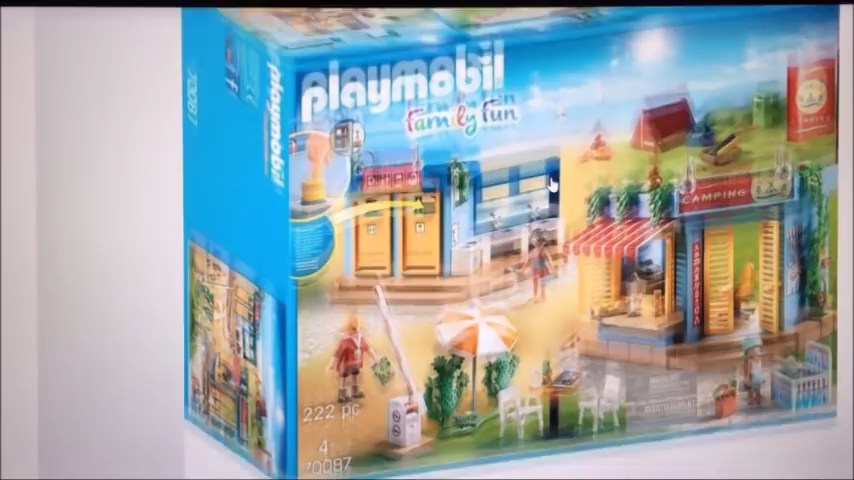 playmobil
Family Fun
CAMPING
222 pc
4+
70087
70087
playmobil